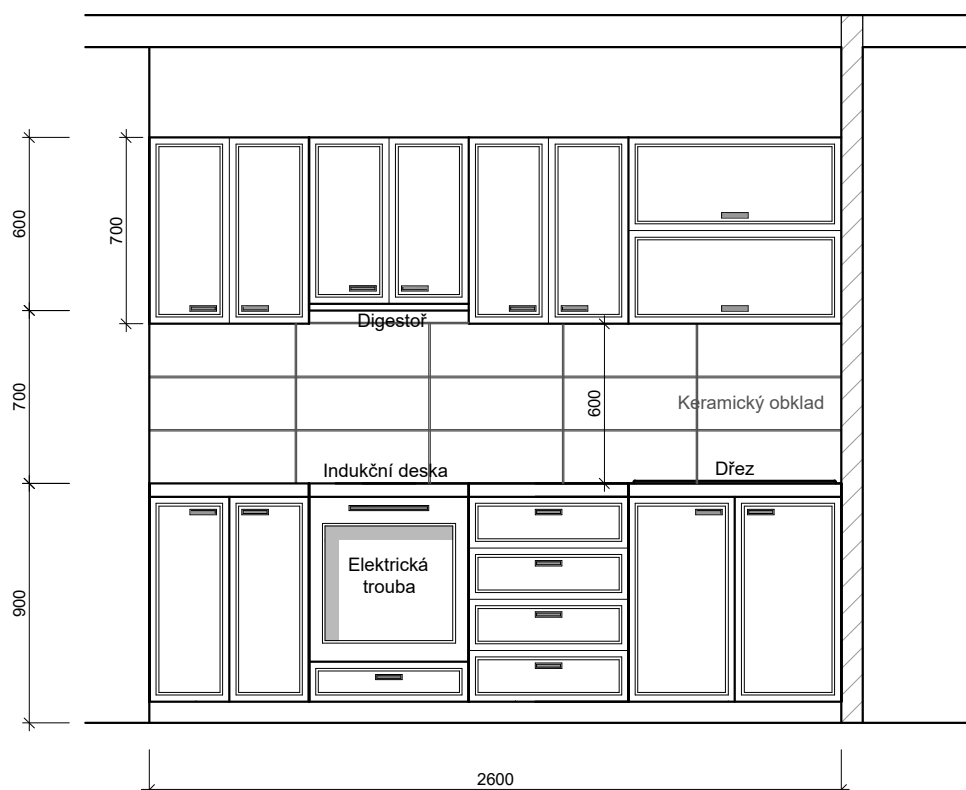 600
700
Digestoř
700
600
Keramický obklad
Indukční deska
Dřez
Elektrická
trouba
900
2600